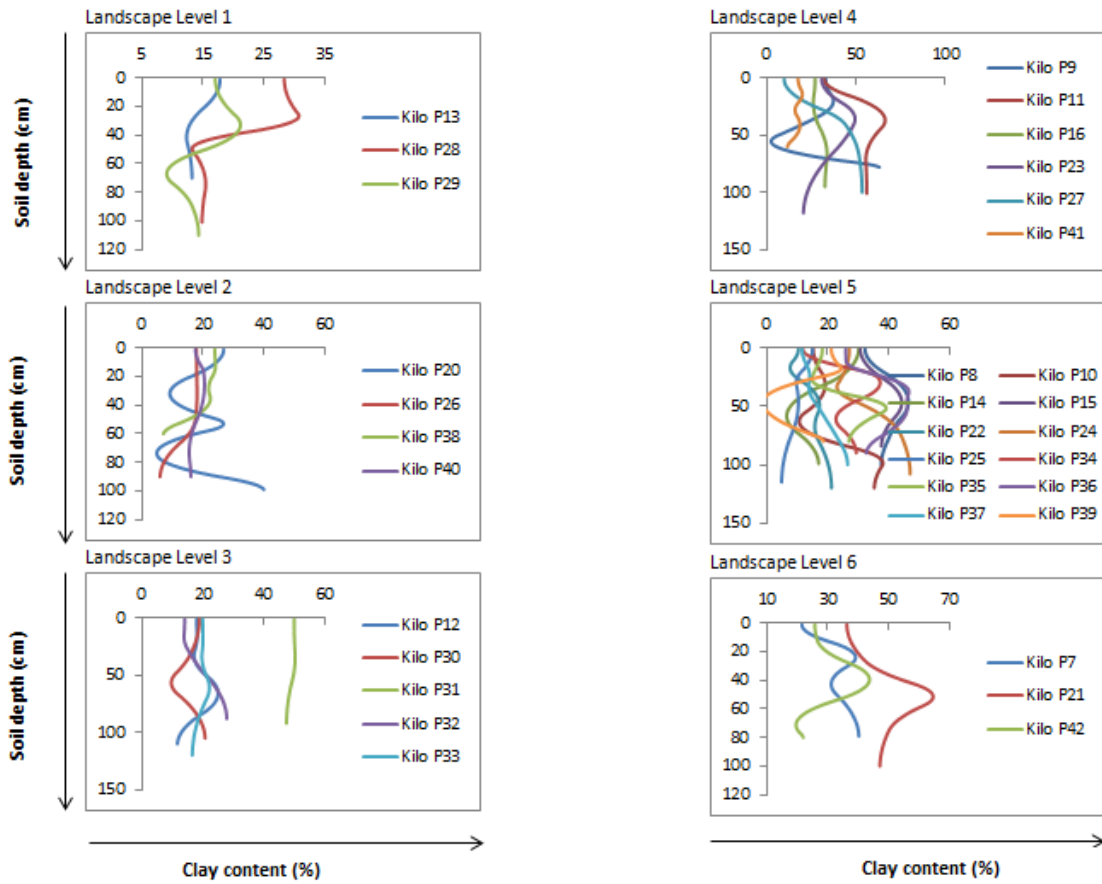 Landscape Level 1
5 15 25 35
0
20
40
60
80
100
120
Kilo P13
Kilo P28
Kilo P29
Soil depth (cm)
Landscape Level 2
0 20 40 60
0
20
40
60
80
100
120
Kilo P20
Kilo P26
Kilo P38
Kilo P40
Soil depth (cm)
Landscape Level 3
0 20 40 60
0
50
100
150
Kilo P12
Kilo P30
Kilo P31
Kilo P32
Kilo P33
Soil depth (cm)
Clay content (%)
Landscape Level 4
0 50 100
0
50
100
150
Kilo P9
Kilo P11
Kilo P16
Kilo P23
Kilo P27
Kilo P41
Landscape Level 5
0 20 40 60
0
50
100
150
Kilo P8 Kilo P10
Kilo P14 Kilo P15
Kilo P22 Kilo P24
Kilo P25 Kilo P34
Kilo P35 Kilo P36
Kilo P37 Kilo P39
Landscape Level 6
10 30 50 70
0
20
40
60
80
100
120
Kilo P7
Kilo P21
Kilo P42
Clay content (%)